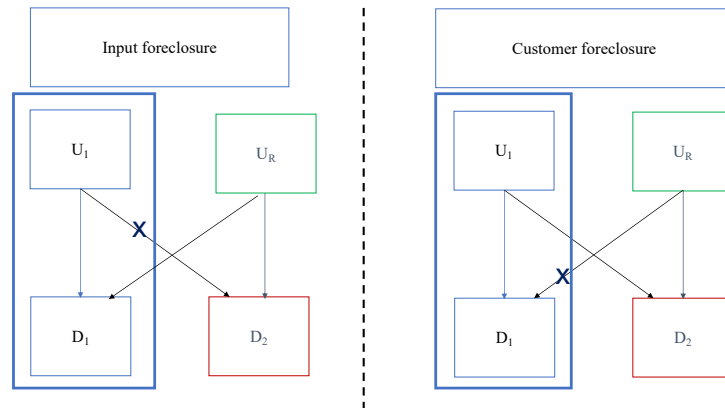 Input foreclosure
U1
UR
X
D1
D2
Customer foreclosure
U1
UR
X
D1
D2